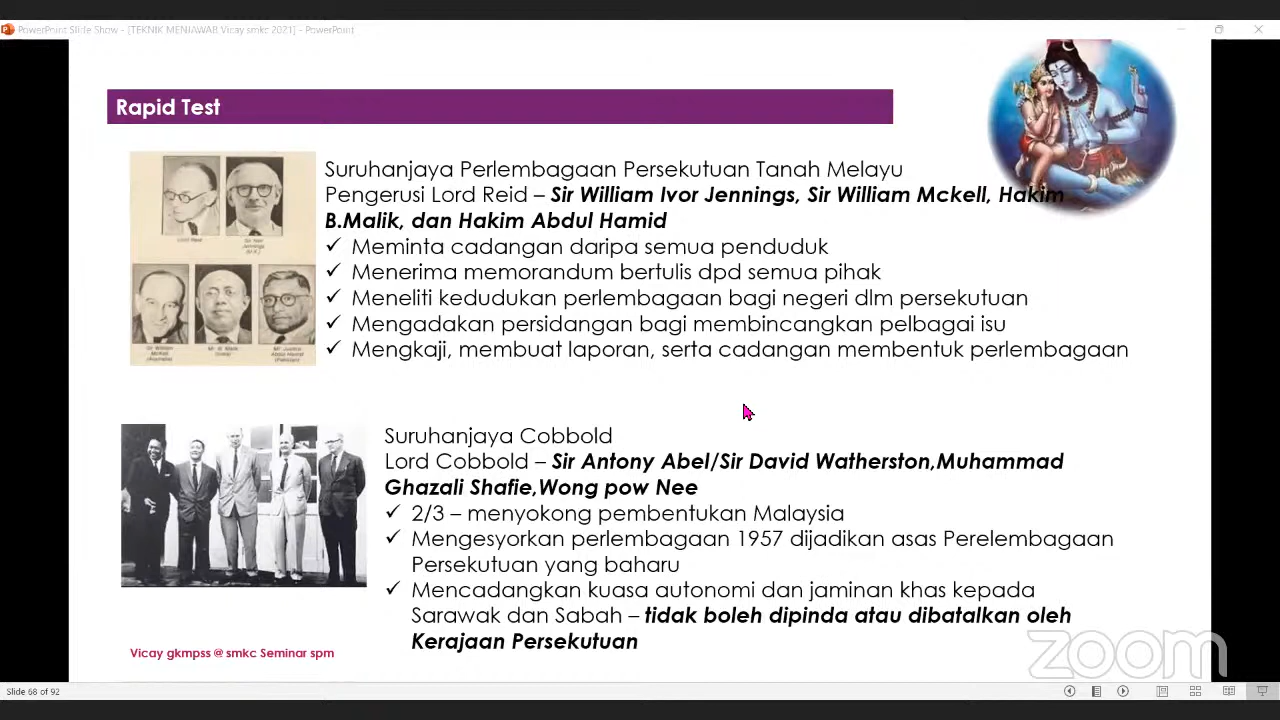 PowerPoint Slide Show - [TEKNIK MENJAWAB Vicay smkc 2021] - PowerPoint
Rapid Test
Suruhanjaya Perlembagaan Persekutuan Tanah Melayu
Pengerusi Lord Reid – Sir William Ivor Jennings, Sir William Mckell, Hakim
B.Malik, dan Hakim Abdul Hamid
✓ Meminta cadangan daripa semua penduduk
✓ Menerima memorandum bertulis dpd semua pihak
✓ Meneliti kedudukan perlembagaan bagi negeri dlm persekutuan
✓ Mengadakan persidangan bagi membincangkan pelbagai isu
✓ Mengkaji, membuat laporan, serta cadangan membentuk perlembagaan
Suruhanjaya Cobbold
Lord Cobbold – Sir Antony Abel/Sir David Watherston,Muhammad
Ghazali Shafie,Wong pow Nee
✓ 2/3 – menyokong pembentukan Malaysia
✓ Mengesyorkan perlembagaan 1957 dijadikan asas Perelembagaan
Persekutuan yang baharu
✓ Mencadangkan kuasa autonomi dan jaminan khas kepada
Sarawak dan Sabah – tidak boleh dipinda atau dibatalkan oleh
Kerajaan Persekutuan
Vicay gkmpss @ smkc Seminar spm
zoom
Slide 68 of 92